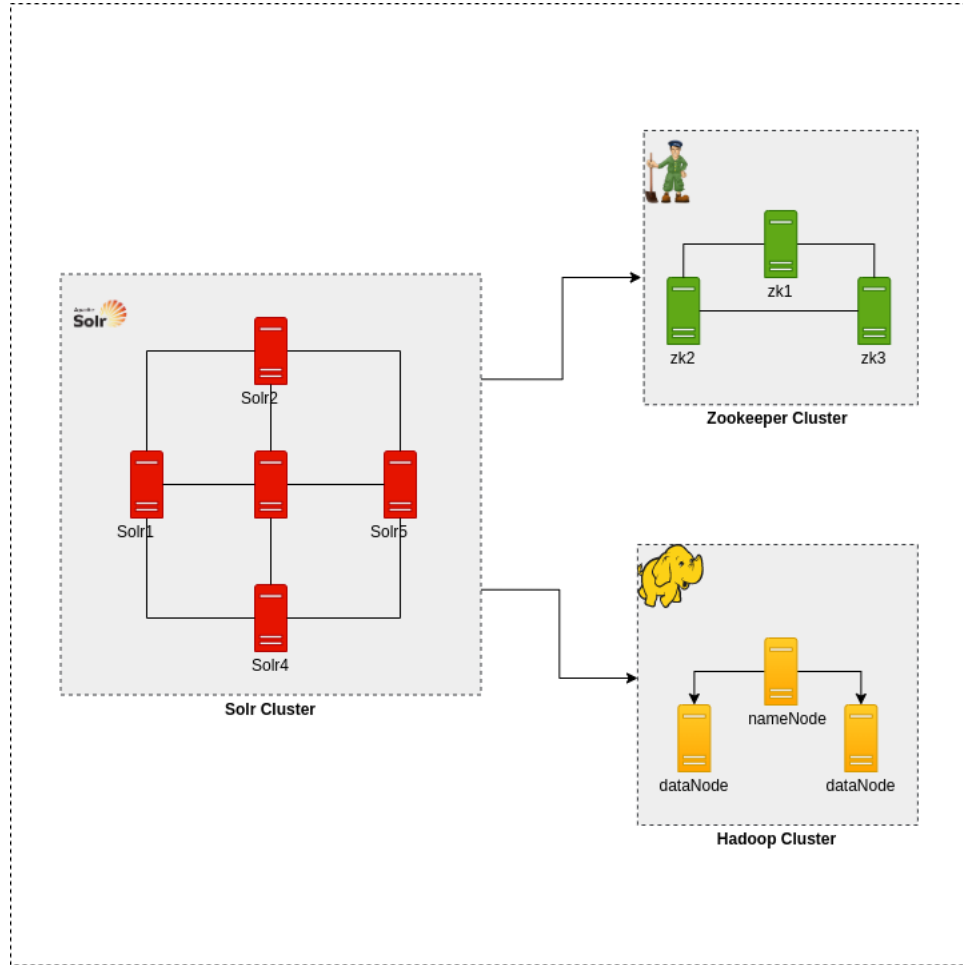 Solr
Solr2
Solr1
Solr5
Solr4
Solr Cluster
zk1
zk2
zk3
Zookeeper Cluster
nameNode
dataNode
dataNode
Hadoop Cluster